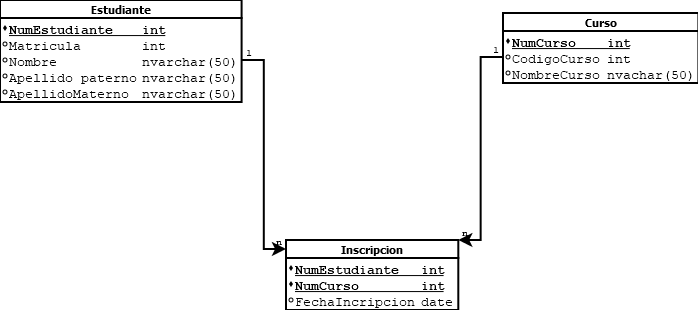 Estudiante
NumEstudiante int
Matricula int
Nombre nvarchar(50)
Apellido paterno nvarchar(50)
ApellidoMaterno nvarchar(50)
1
Curso
NumCurso int
CodigoCurso int
NombreCurso nvachar(50)
1
n
n
Inscripcion
NumEstudiante int
NumCurso int
FechaIncripcion date